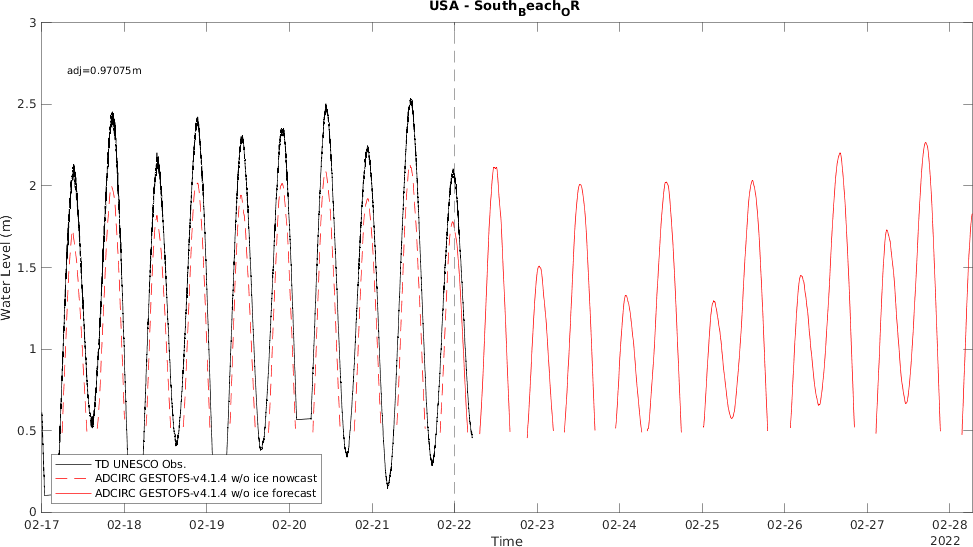 USA - South_Beach_OR
3
adj=0.97075m
2.5
2
1.5
1
0.5
0
Water Level (m)
TD UNESCO Obs.
ADCIRC GESTOFS-v4.1.4 w/o ice nowcast
ADCIRC GESTOFS-v4.1.4 w/o ice forecast
02-17 02-18 02-19 02-20 02-21 02-22 02-23 02-24 02-25 02-26 02-27 02-28
Time
2022